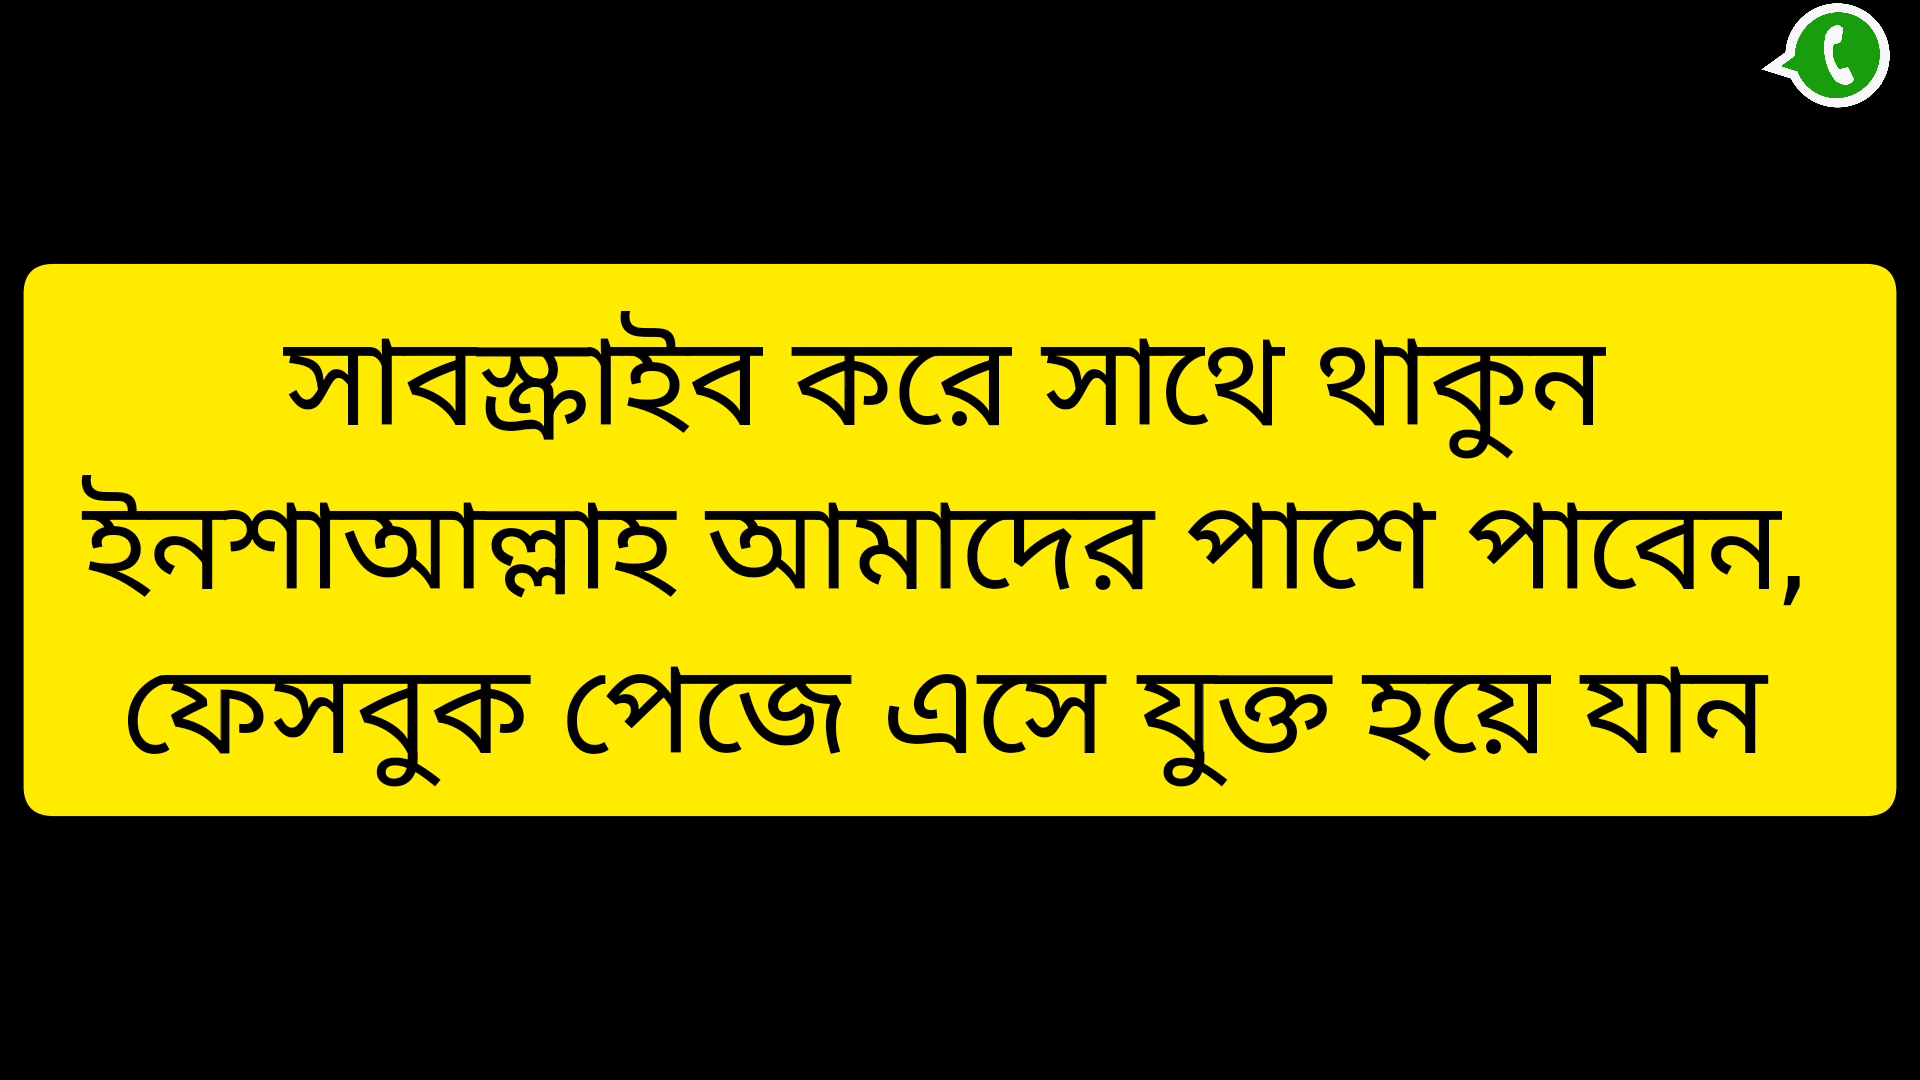 সাবস্ক্রাইব করে সাথে থাকুন
ইনশাআল্লাহ আমাদের পাশে পাবেন,
ফেসবুক পেজে এসে যুক্ত হয়ে যান